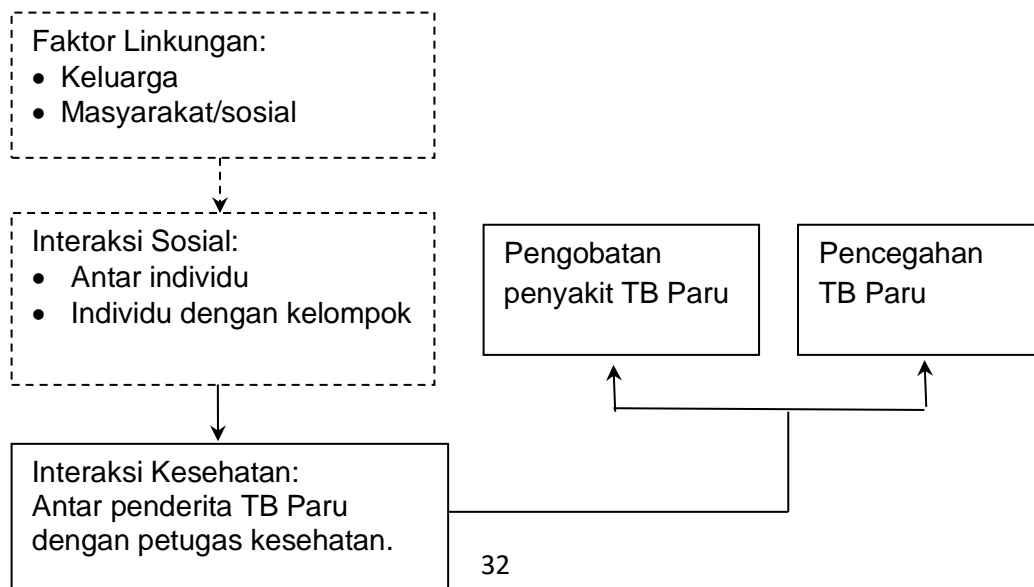 Faktor Linkungan:
• Keluarga
• Masyarakat/sosial
Interaksi Sosial:
• Antar individu
• Individu dengan kelompok
Pengobatan
penyakit TB Paru
Pencegahan
TB Paru
Interaksi Kesehatan:
Antar penderita TB Paru
dengan petugas kesehatan.
32